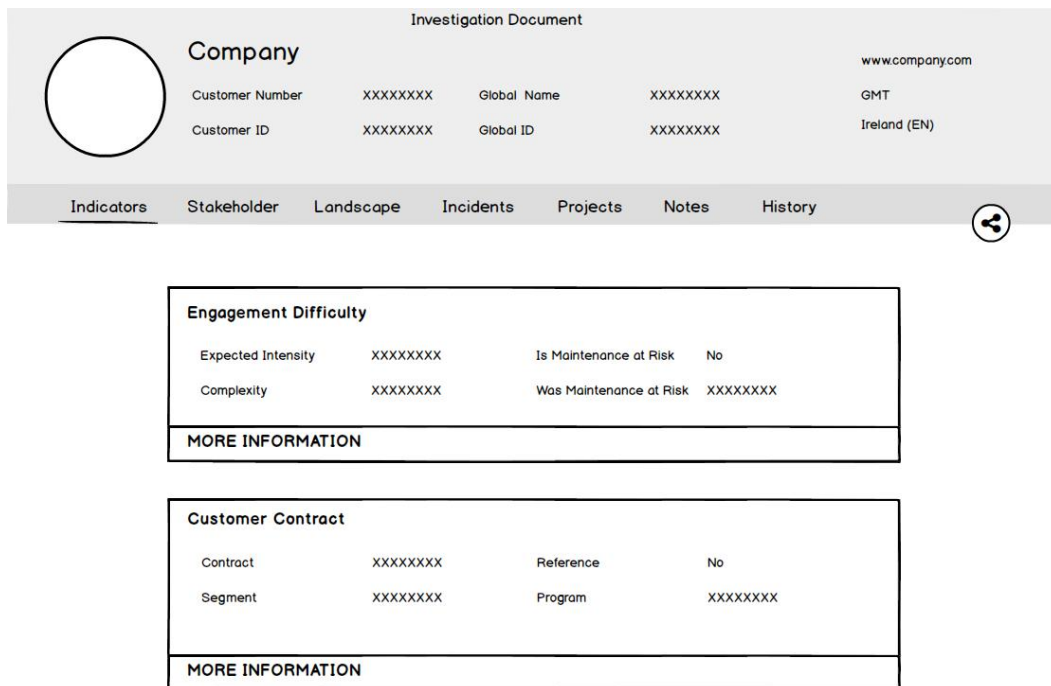 Investigation Document
Company
www.company.com
Customer Number XXXXXXXX Global Name XXXXXXXX GMT
Customer ID XXXXXXXX Global ID XXXXXXXX Ireland (EN)
Indicators Stakeholder Landscape Incidents Projects Notes History
Engagement Difficulty
Expected Intensity XXXXXXXX Is Maintenance at Risk No
Complexity XXXXXXXX Was Maintenance at Risk XXXXXXXX
MORE INFORMATION
Customer Contract
Contract XXXXXXXX Reference No
Segment XXXXXXXX Program XXXXXXXX
MORE INFORMATION